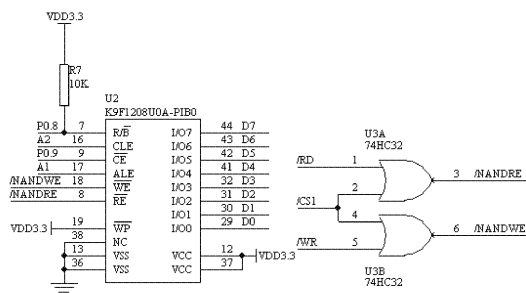 VDD3.3
R7
10K
U2
K9F1208U0A-PIB0
P0.8 7 R/B I/O7 44 D7
A2 16 CLE I/O6 43 D6
P0.9 9 CE I/O5 42 D5
A1 17 ALE I/O4 41 D4
/NANDWE 18 WE I/O3 32 D3
/NANDRE 8 RE I/O2 31 D2
I/O1 30 D1
VDD3.3 19 WP I/O0 29 D0
38 NC
13 VSS VCC 12 VDD3.3
36 VSS VCC 37
U3A
74HC32
/RD 1
3 /NANDRE
2
/CS1
4
6 /NANDWE
/WR 5
U3B
74HC32